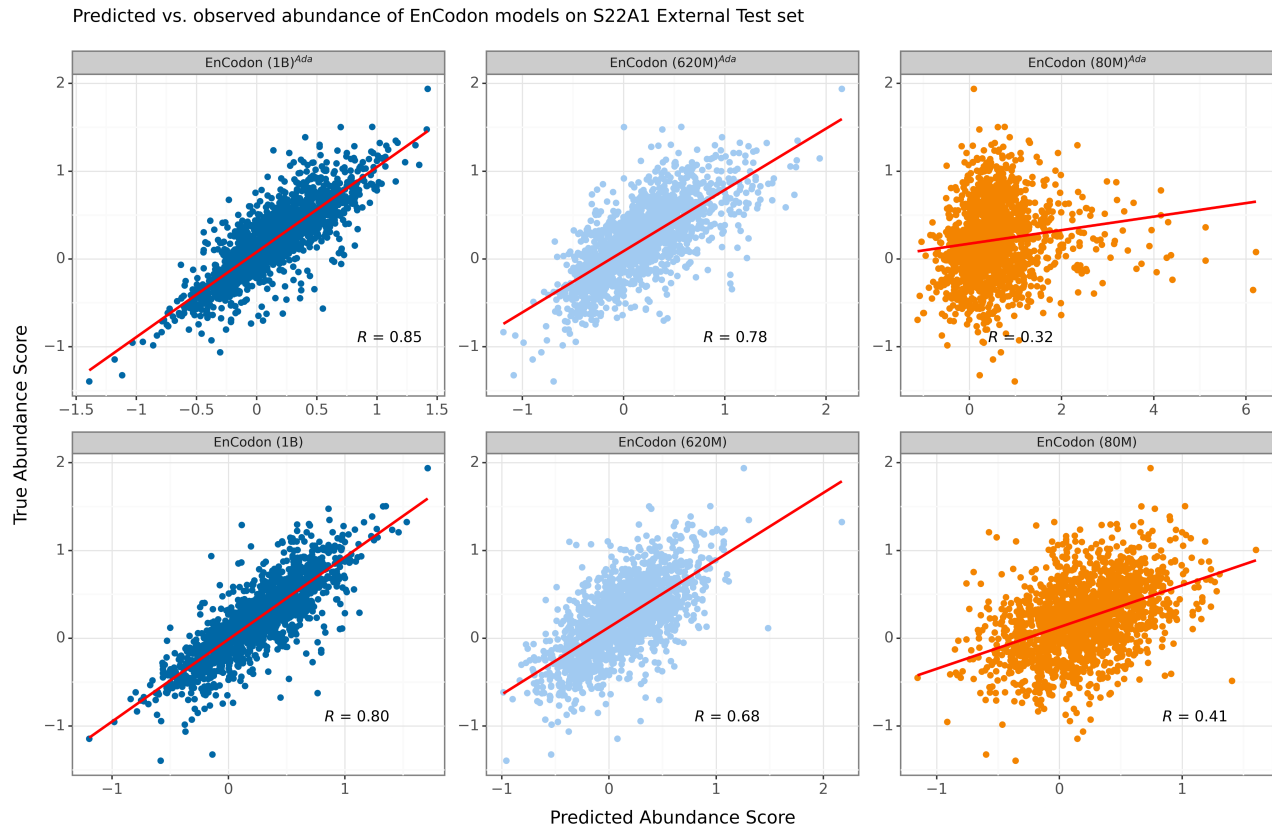 Predicted vs. observed abundance of EnCodon models on S22A1 External Test set
EnCodon (1B)^Ada
EnCodon (620M)^Ada
EnCodon (80M)^Ada
2
1
0
−1
R = 0.85
−1.5 −1 −0.5 0 0.5 1 1.5
2
1
0
−1
R = 0.78
−1 0 1 2
2
1
0
−1
R = 0.32
0 2 4 6
True Abundance Score
EnCodon (1B)
EnCodon (620M)
EnCodon (80M)
2
1
0
−1
R = 0.80
−1 0 1
2
1
0
−1
R = 0.68
−1 0 1 2
2
1
0
−1
R = 0.41
−1 0 1
Predicted Abundance Score